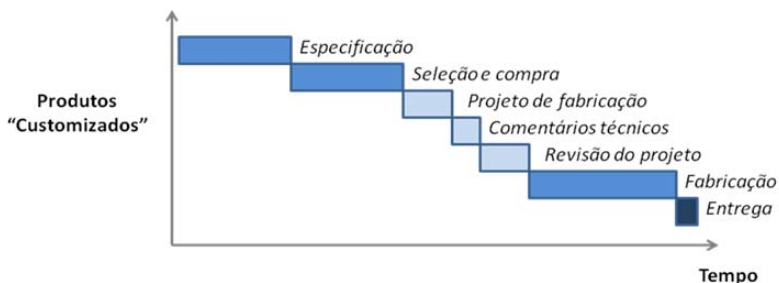 Especificação
Seleção e compra
Projeto de fabricação
Comentários técnicos
Revisão do projeto
Fabricação
Entrega
Produtos
“Customizados”
Tempo